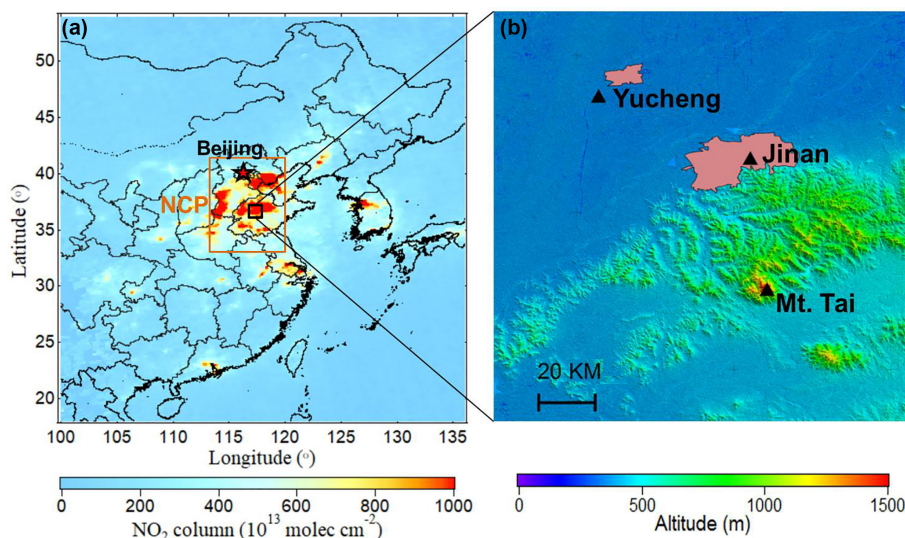 (a)
Beijing
NCP
50
45
40
35
30
25
20
Latitude (°)
100 105 110 115 120 125 130 135
Longitude (°)
0 200 400 600 800 1000
NO₂ column (10¹³ molec cm⁻²)
(b)
Yucheng
Jinan
Mt. Tai
20 KM
0 500 1000 1500
Altitude (m)